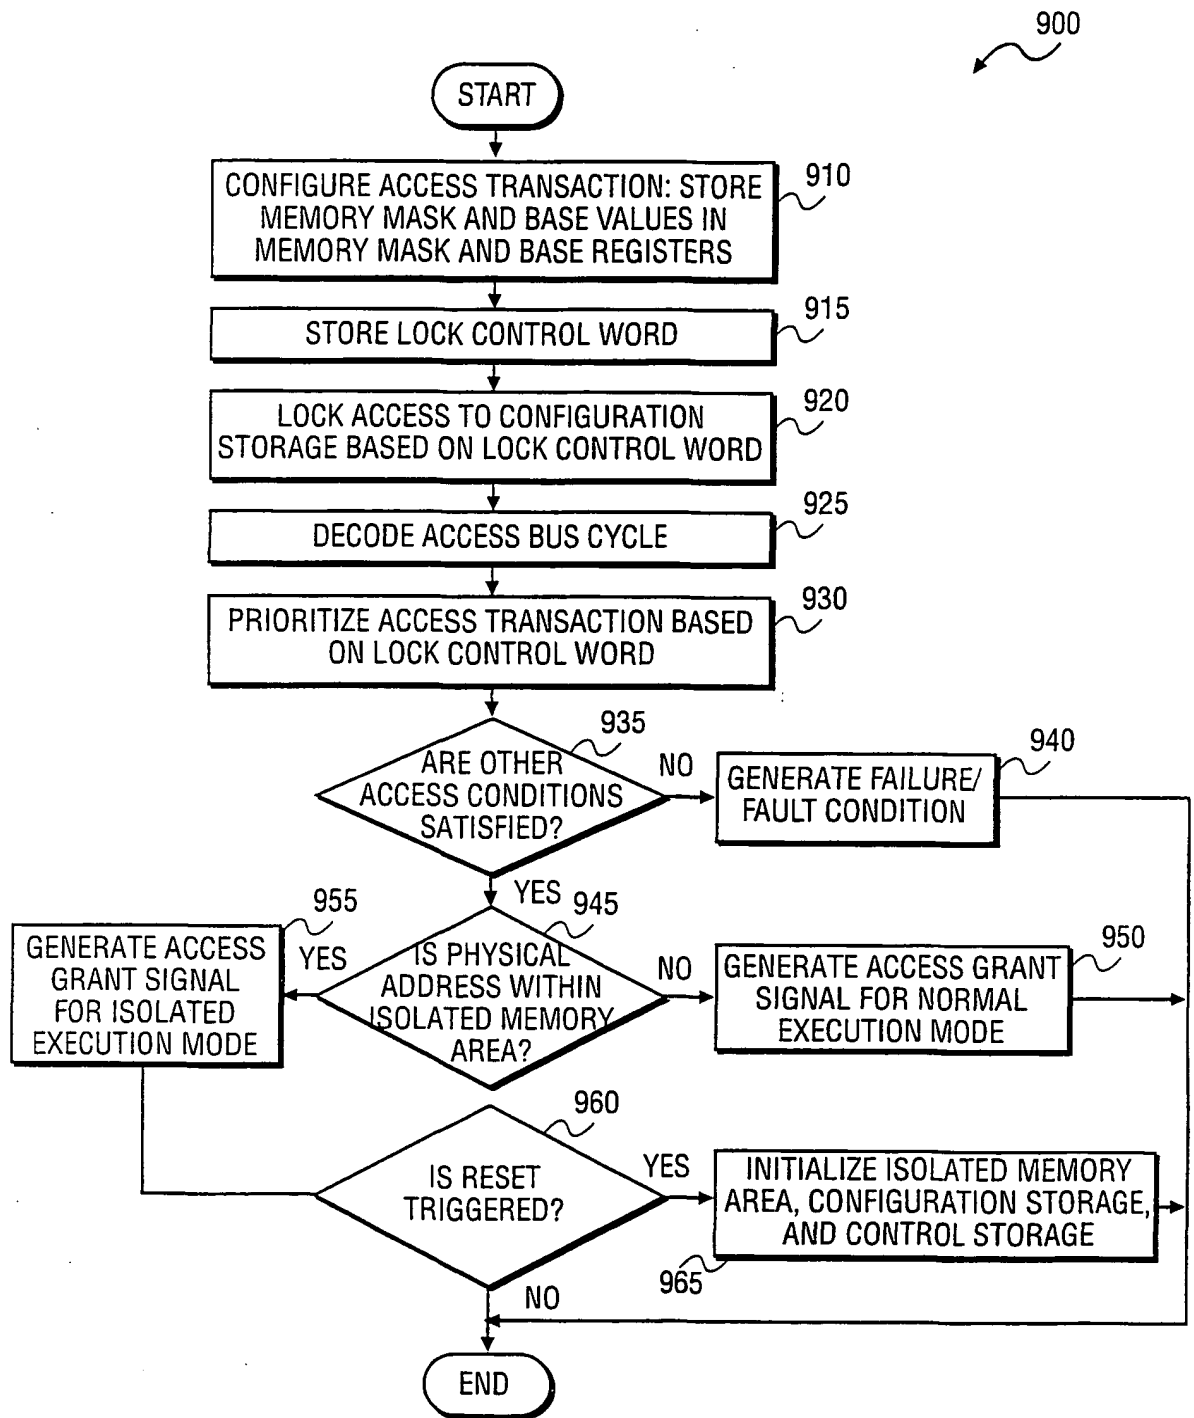 900
START
CONFIGURE ACCESS TRANSACTION: STORE
MEMORY MASK AND BASE VALUES IN
MEMORY MASK AND BASE REGISTERS
910
STORE LOCK CONTROL WORD
915
LOCK ACCESS TO CONFIGURATION
STORAGE BASED ON LOCK CONTROL WORD
920
DECODE ACCESS BUS CYCLE
925
PRIORITIZE ACCESS TRANSACTION BASED
ON LOCK CONTROL WORD
930
ARE OTHER
ACCESS CONDITIONS
SATISFIED?
935
NO
GENERATE FAILURE/
FAULT CONDITION
940
YES
IS PHYSICAL
ADDRESS WITHIN
ISOLATED MEMORY
AREA?
945
NO
GENERATE ACCESS GRANT
SIGNAL FOR NORMAL
EXECUTION MODE
950
YES
GENERATE ACCESS
GRANT SIGNAL
FOR ISOLATED
EXECUTION MODE
955
IS RESET
TRIGGERED?
960
YES
INITIALIZE ISOLATED MEMORY
AREA, CONFIGURATION STORAGE,
AND CONTROL STORAGE
965
NO
END